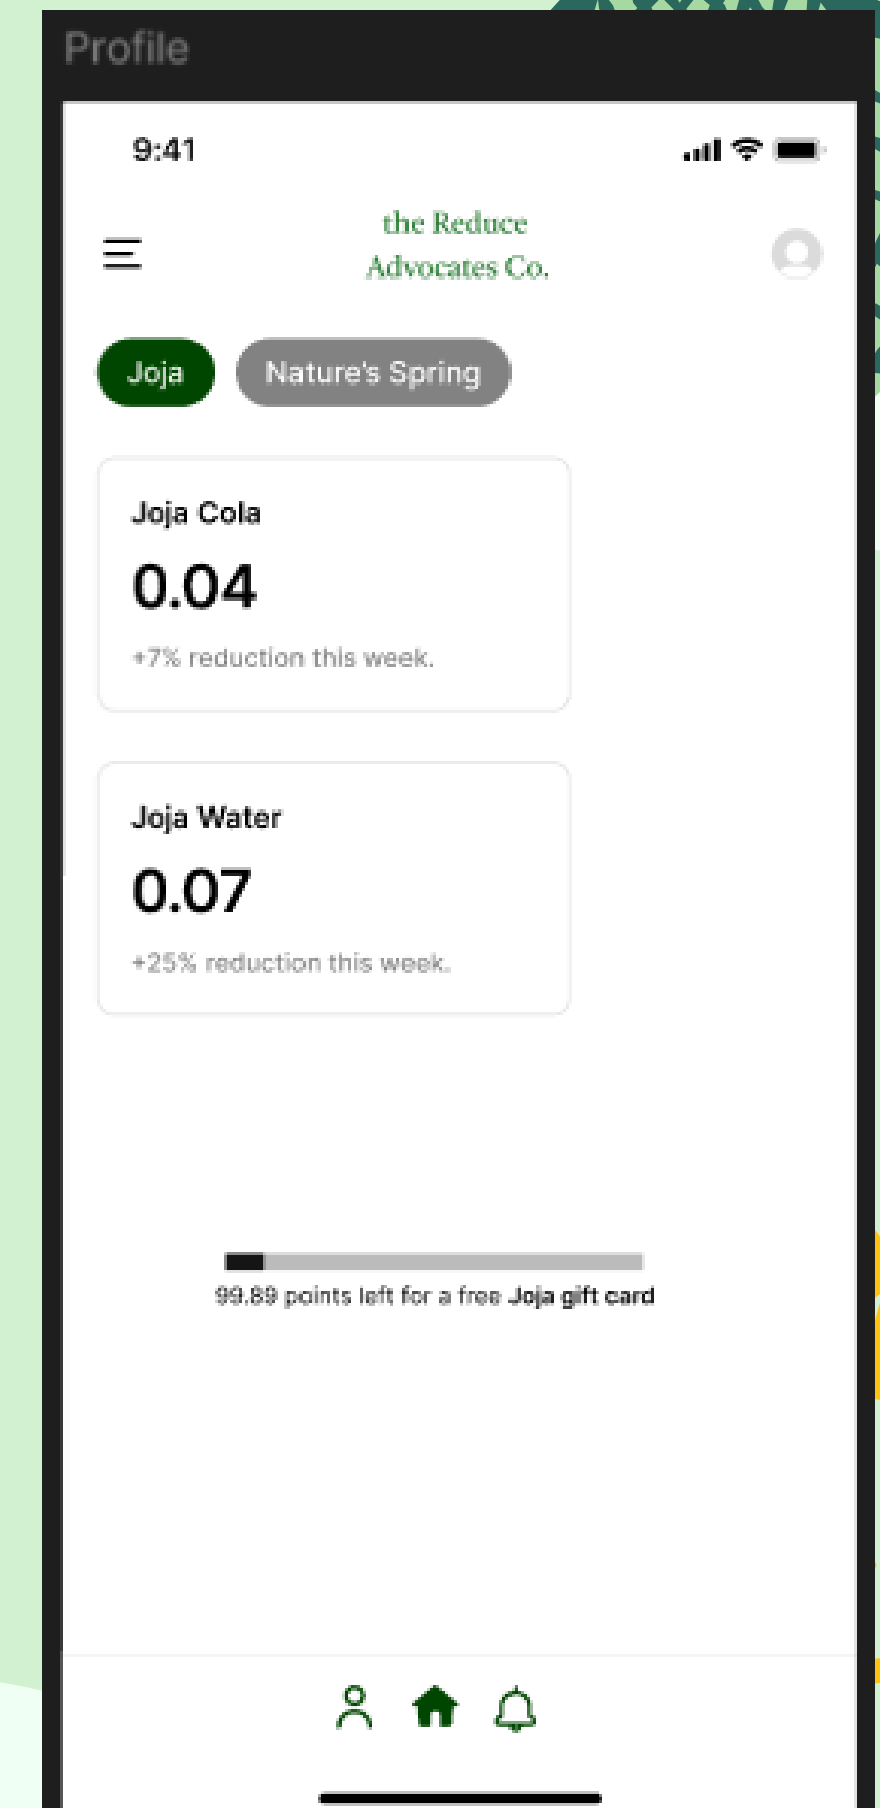 Profile
9:41
the Reduce
Advocates Co.
Joja
Nature's Spring
Joja Cola
0.04
+7% reduction this week.
Joja Water
0.07
+25% reduction this week.
99.89 points left for a free Joja gift card